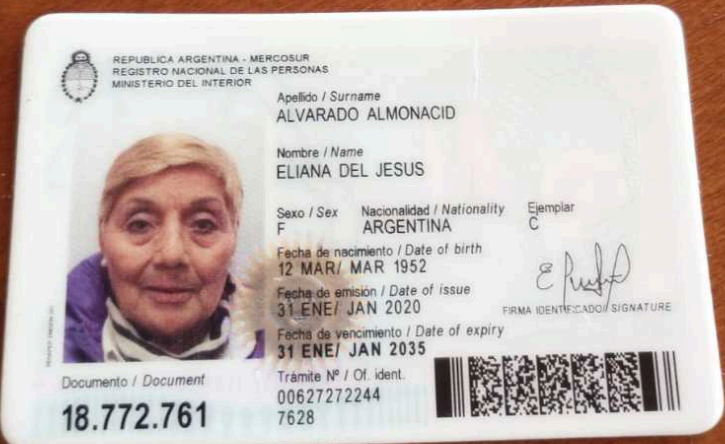 REPUBLICA ARGENTINA - MERCOSUR
REGISTRO NACIONAL DE LAS PERSONAS
MINISTERIO DEL INTERIOR
Apellido / Surname
ALVARADO ALMONACID
Nombre / Name
ELIANA DEL JESUS
Sexo / Sex Nacionalidad / Nationality Ejemplar
F ARGENTINA C
Fecha de nacimiento / Date of birth
12 MAR/ MAR 1952
Fecha de emisión / Date of issue
31 ENE/ JAN 2020
FIRMA IDENTIFICADO / SIGNATURE
Fecha de vencimiento / Date of expiry
31 ENE/ JAN 2035
Documento / Document
18.772.761
Trámite Nº / Of. ident.
00627272244
7628